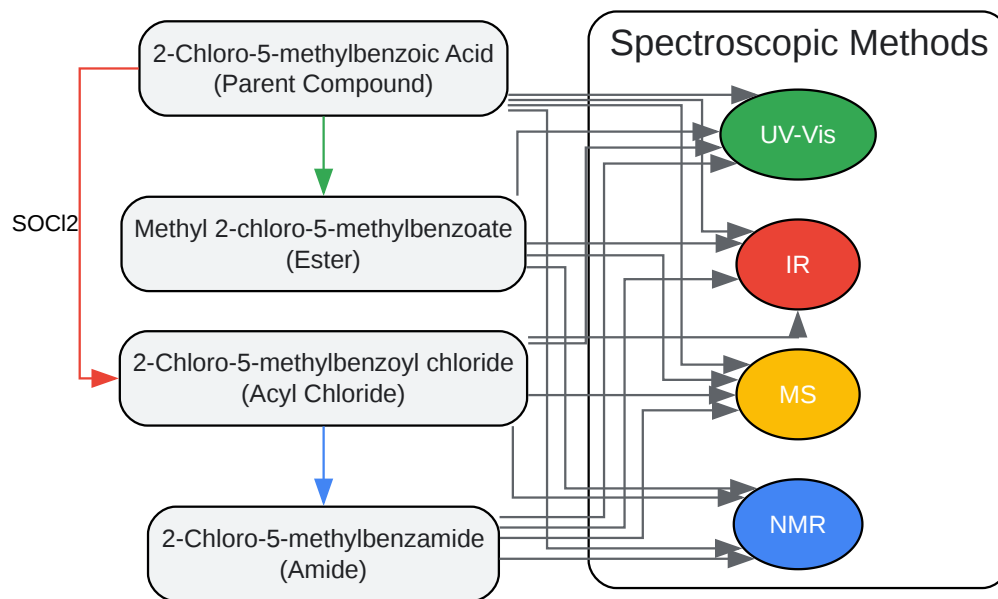 2-Chloro-5-methylbenzoic Acid
(Parent Compound)
Spectroscopic Methods
UV-Vis
SOCl2
Methyl 2-chloro-5-methylbenzoate
(Ester)
IR
2-Chloro-5-methylbenzoyl chloride
(Acyl Chloride)
MS
2-Chloro-5-methylbenzamide
(Amide)
NMR